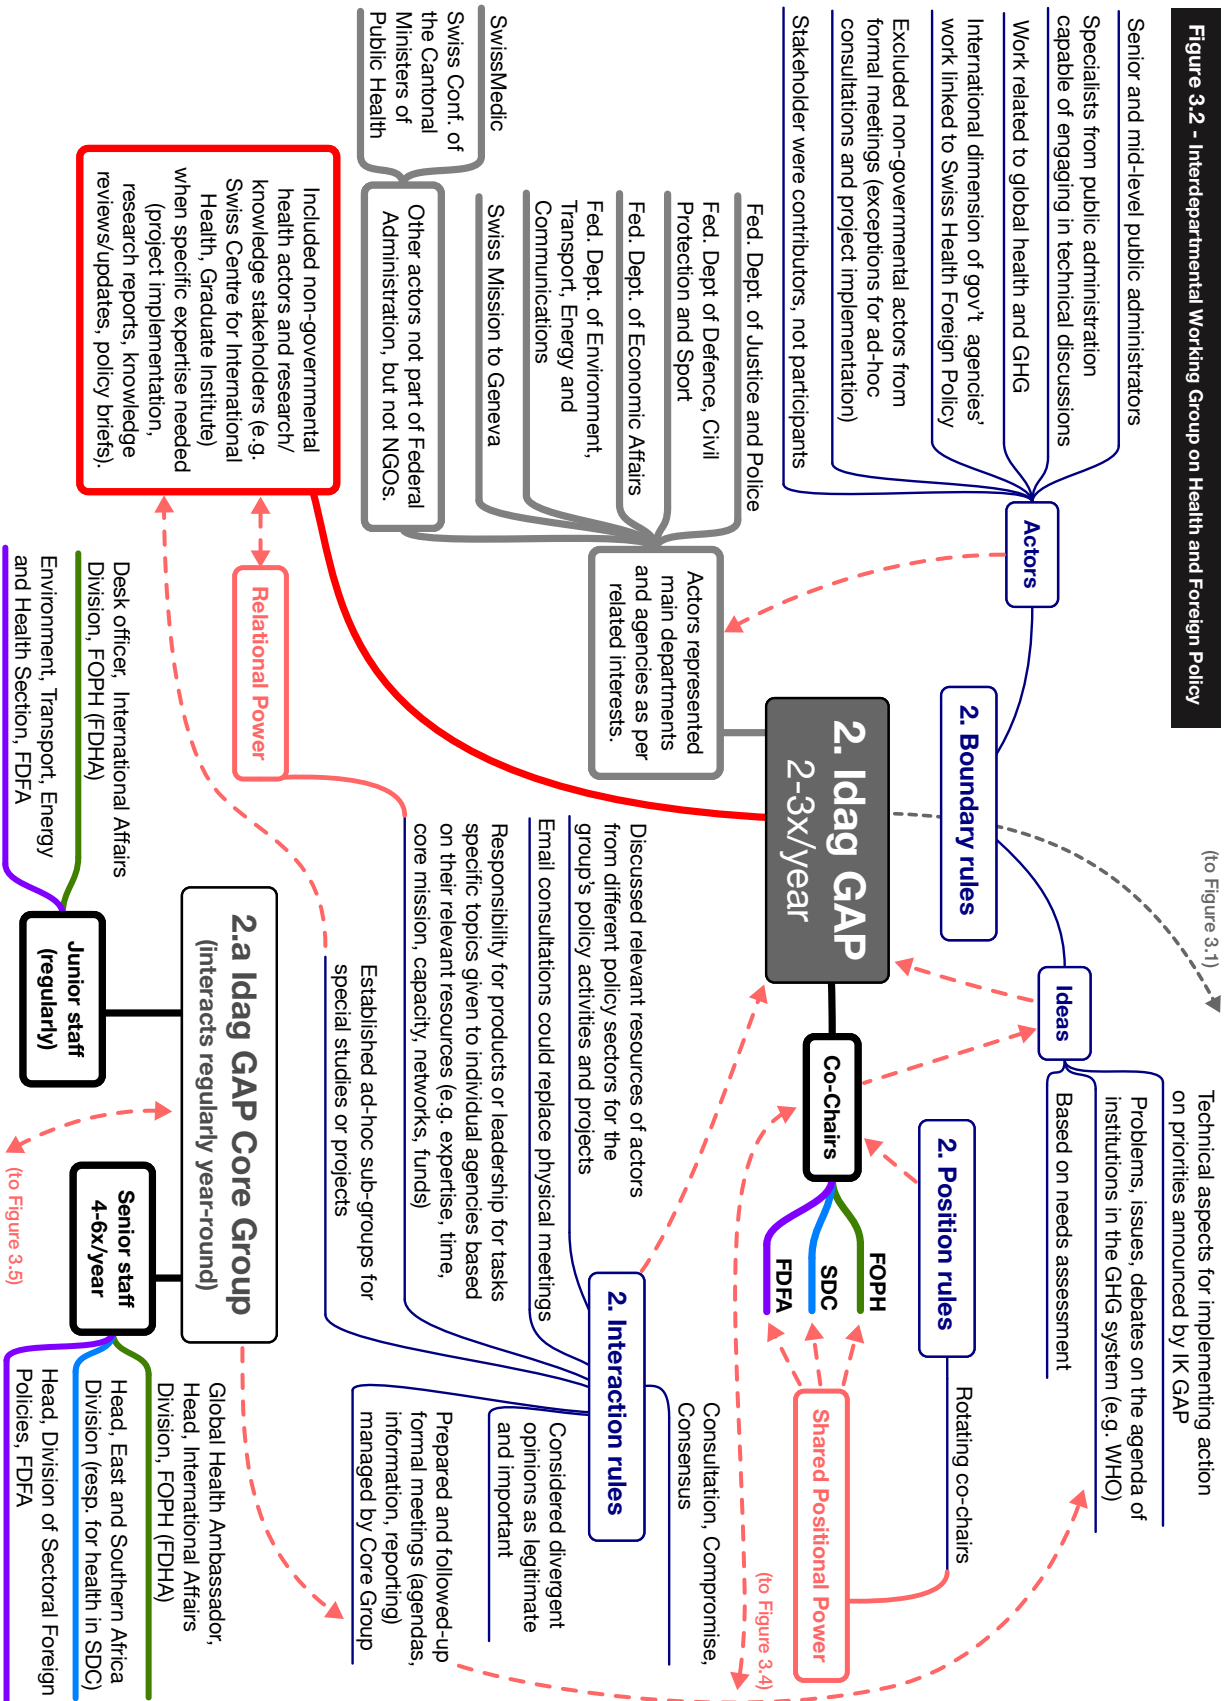 Figure 3.2 - Interdepartmental Working Group on Health and Foreign Policy
(to Figure 3.1)
Senior and mid-level public administrators
Specialists from public administration
capable of engaging in technical discussions
Work related to global health and GHG
International dimension of gov't agencies'
work linked to Swiss Health Foreign Policy
Excluded non-governmental actors from
formal meetings (exceptions for ad-hoc
consultations and project implementation)
Stakeholder were contributors, not participants
Actors
2. Boundary rules
Ideas
Technical aspects for implementing action
on priorities announced by IK GAP
Problems, issues, debates on the agenda of
institutions in the GHG system (e.g. WHO)
Based on needs assessment
2. Position rules
Rotating co-chairs
2. Idag GAP
2-3x/year
Co-Chairs
FOPH
SDC
FDFA
Shared Positional Power
(to Figure 3.4)
Fed. Dept. of Justice and Police
Fed. Dept of Defence, Civil
Protection and Sport
Fed. Dept. of Economic Affairs
Fed. Dept. of Environment,
Transport, Energy and
Communications
Swiss Mission to Geneva
Actors represented
main departments
and agencies as per
related interests.
SwissMedic
Swiss Conf. of
the Cantonal
Ministers of
Public Health
Other actors not part of Federal
Administration, but not NGOs.
Discussed relevant resources of actors
from different policy sectors for the
group's policy activities and projects
Email consultations could replace physical meetings
Responsibility for products or leadership for tasks
specific topics given to individual agencies based
on their relevant resources (e.g. expertise, time,
core mission, capacity, networks, funds)
Established ad-hoc sub-groups for
special studies or projects
2. Interaction rules
Consultation, Compromise,
Consensus
Considered divergent
opinions as legitimate
and important
Prepared and followed-up
formal meetings (agendas,
information, reporting)
managed by Core Group
Included non-governmental
health actors and research/
knowledge stakeholders (e.g.
Swiss Centre for International
Health, Graduate Institute)
when specific expertise needed
(project implementation,
research reports, knowledge
reviews/updates, policy briefs).
Relational Power
2.a Idag GAP Core Group
(interacts regularly year-round)
Desk officer, International Affairs
Division, FOPH (FDHA)
Environment, Transport, Energy
and Health Section, FDFA
Junior staff
(regularly)
Senior staff
4-6x/year
Global Health Ambassador,
Head, International Affairs
Division, FOPH (FDHA)
Head, East and Southern Africa
Division (resp. for health in SDC)
Head, Division of Sectoral Foreign
Policies, FDFA
(to Figure 3.5)